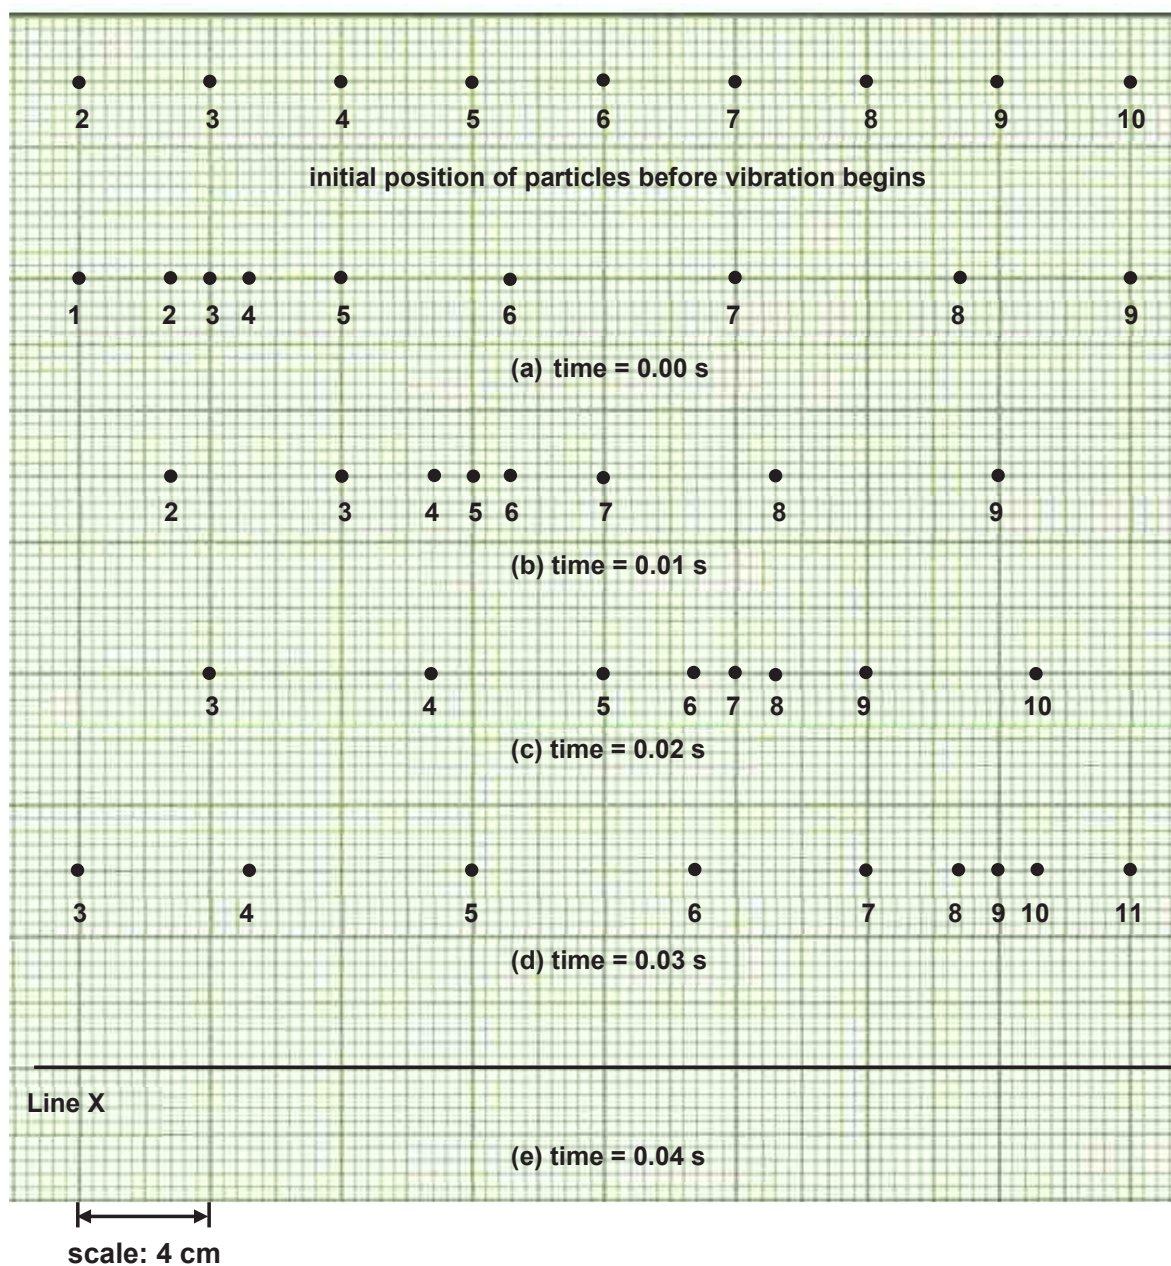 2 3 4 5 6 7 8 9 10
initial position of particles before vibration begins
1 2 3 4 5 6 7 8 9
(a) time = 0.00 s
2 3 4 5 6 7 8 9
(b) time = 0.01 s
3 4 5 6 7 8 9 10
(c) time = 0.02 s
3 4 5 6 7 8 9 10 11
(d) time = 0.03 s
Line X
(e) time = 0.04 s
scale: 4 cm